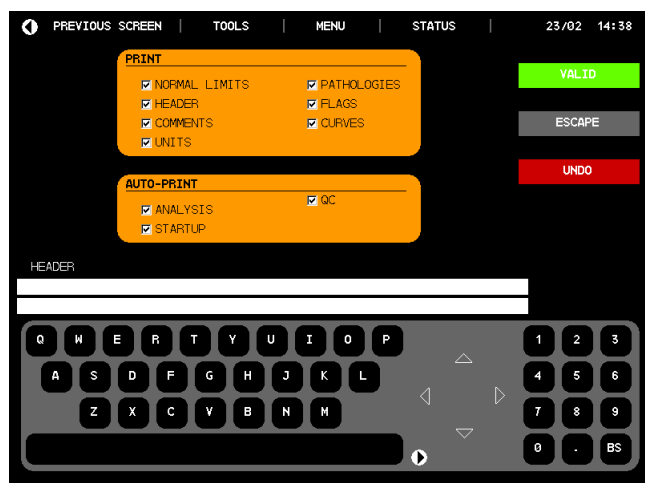 PREVIOUS SCREEN | TOOLS | MENU | STATUS | 23/02 14:38
PRINT
NORMAL LIMITS PATHOLOGIES
HEADER FLAGS
COMMENTS CURVES
UNITS
VALID
ESCAPE
UNDO
AUTO-PRINT
ANALYSIS QC
STARTUP
HEADER
Q W E R T Y U I O P 1 2 3
A S D F G H J K L 4 5 6
Z X C V B N M 7 8 9
0 . BS